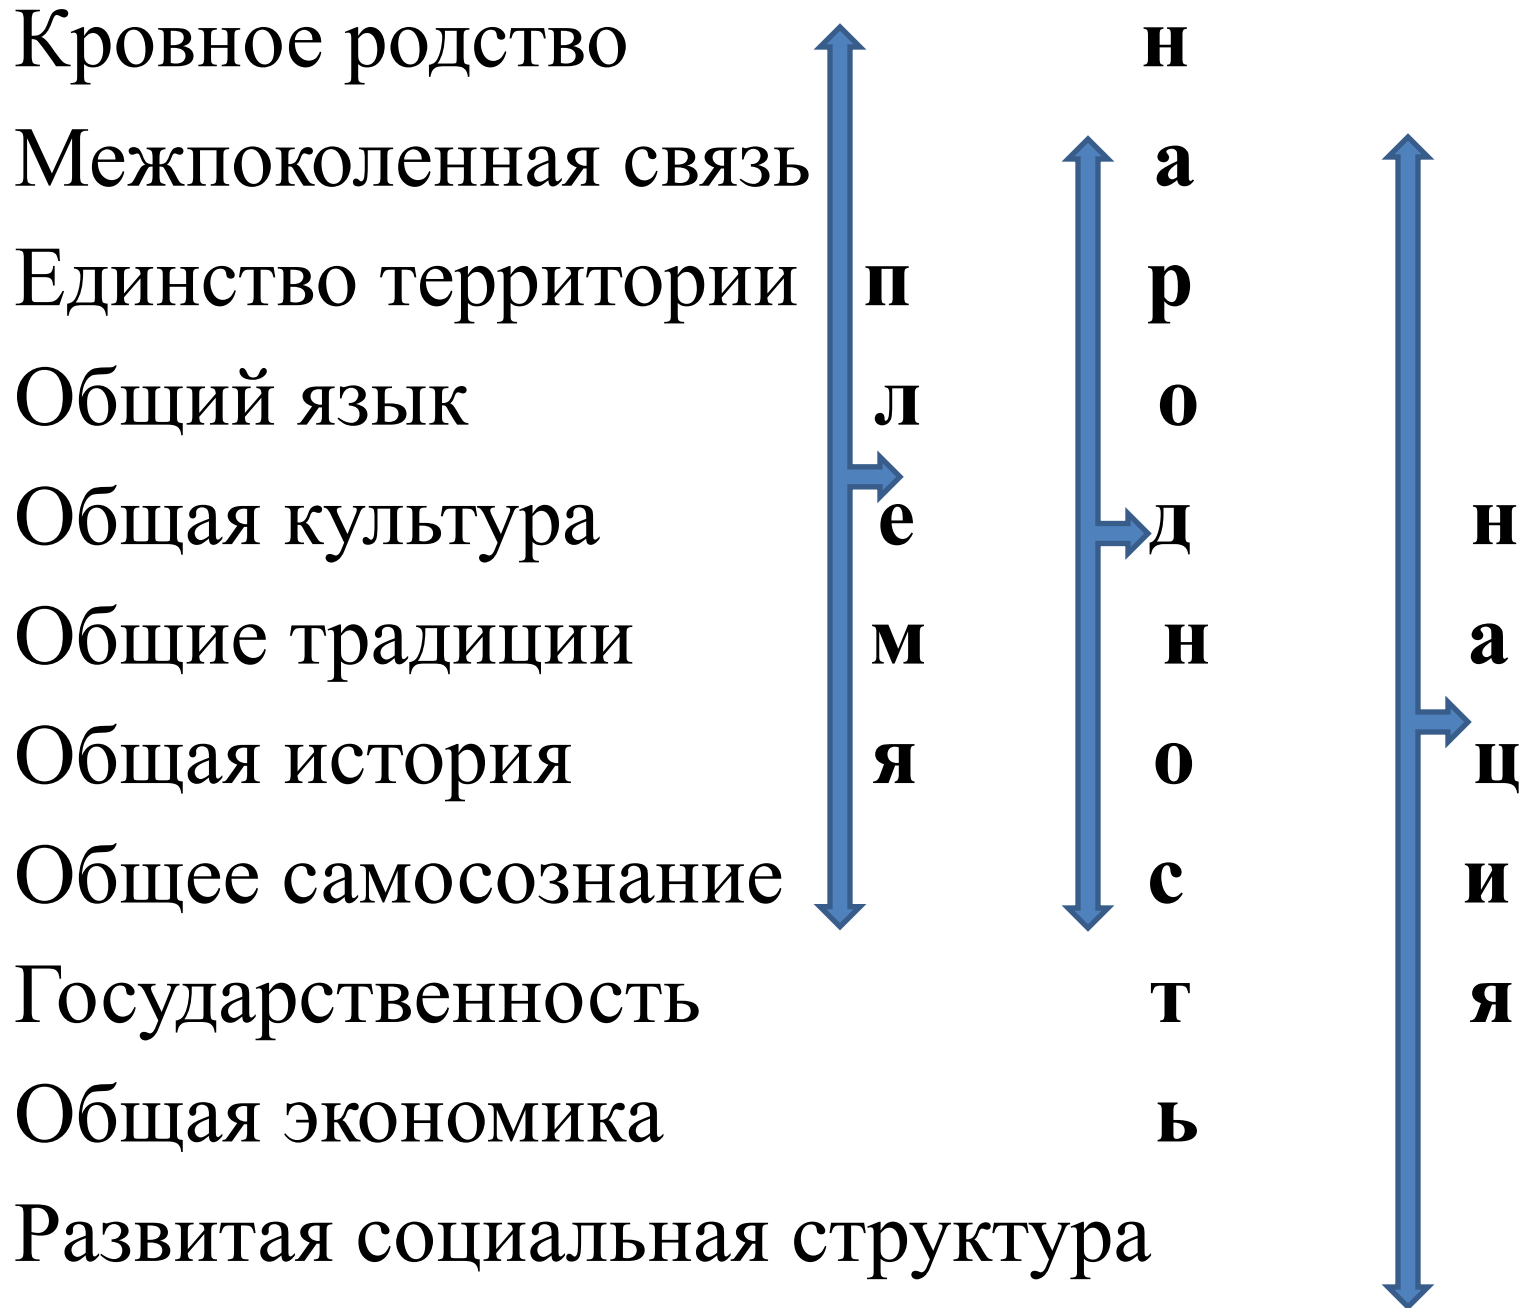 Кровное родство
Межпоколенная связь
Единство территории
Общий язык
Общая культура
Общие традиции
Общая история
Общее самосознание
Государственность
Общая экономика
Развитая социальная структура
племя
народность
нация